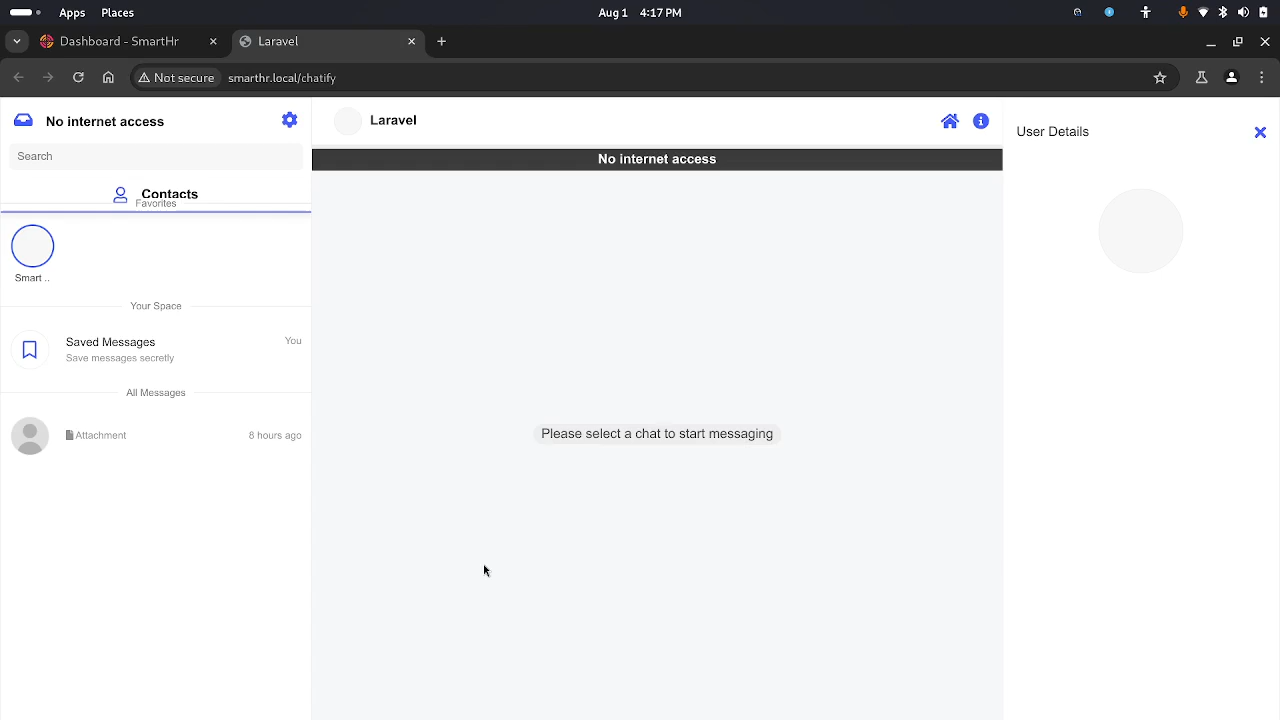 Apps Places Aug 1 4:17 PM
Dashboard - SmartHr Laravel
Not secure smarthr.local/chatify
No internet access
Search
Contacts
Favorites
Smart ..
Your Space
Saved Messages You
Save messages secretly
All Messages
Attachment 8 hours ago
Laravel
No internet access
Please select a chat to start messaging
User Details